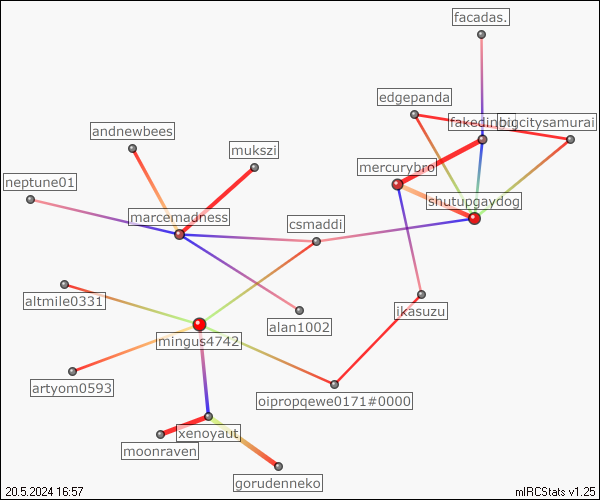 facadas.
edgepanda
bigcitysamurai
andnewbees
mukszi
mercurybro
neptune01
shutupgaydog
marcemadness
csmaddi
altmile0331
ikasuzu
alan1002
mingus4742
artyom0593
oipropqewe0171#0000
xenoyaut
moonraven
gorudenneko
20.5.2024 16:57
mIRCStats v1.25